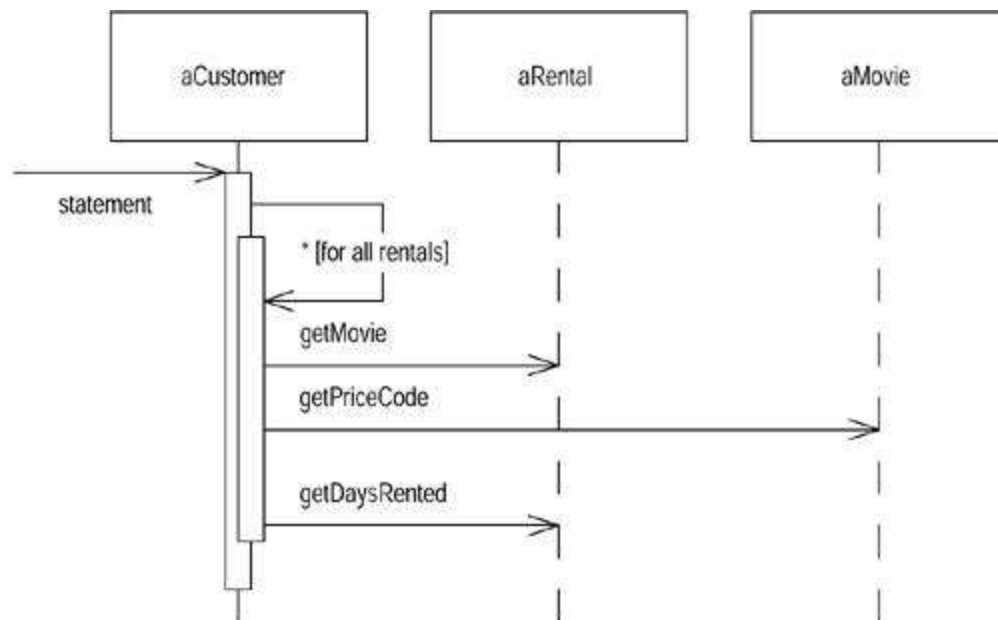 aCustomer
aRental
aMovie
statement
* [for all rentals]
getMovie
getPriceCode
getDaysRented